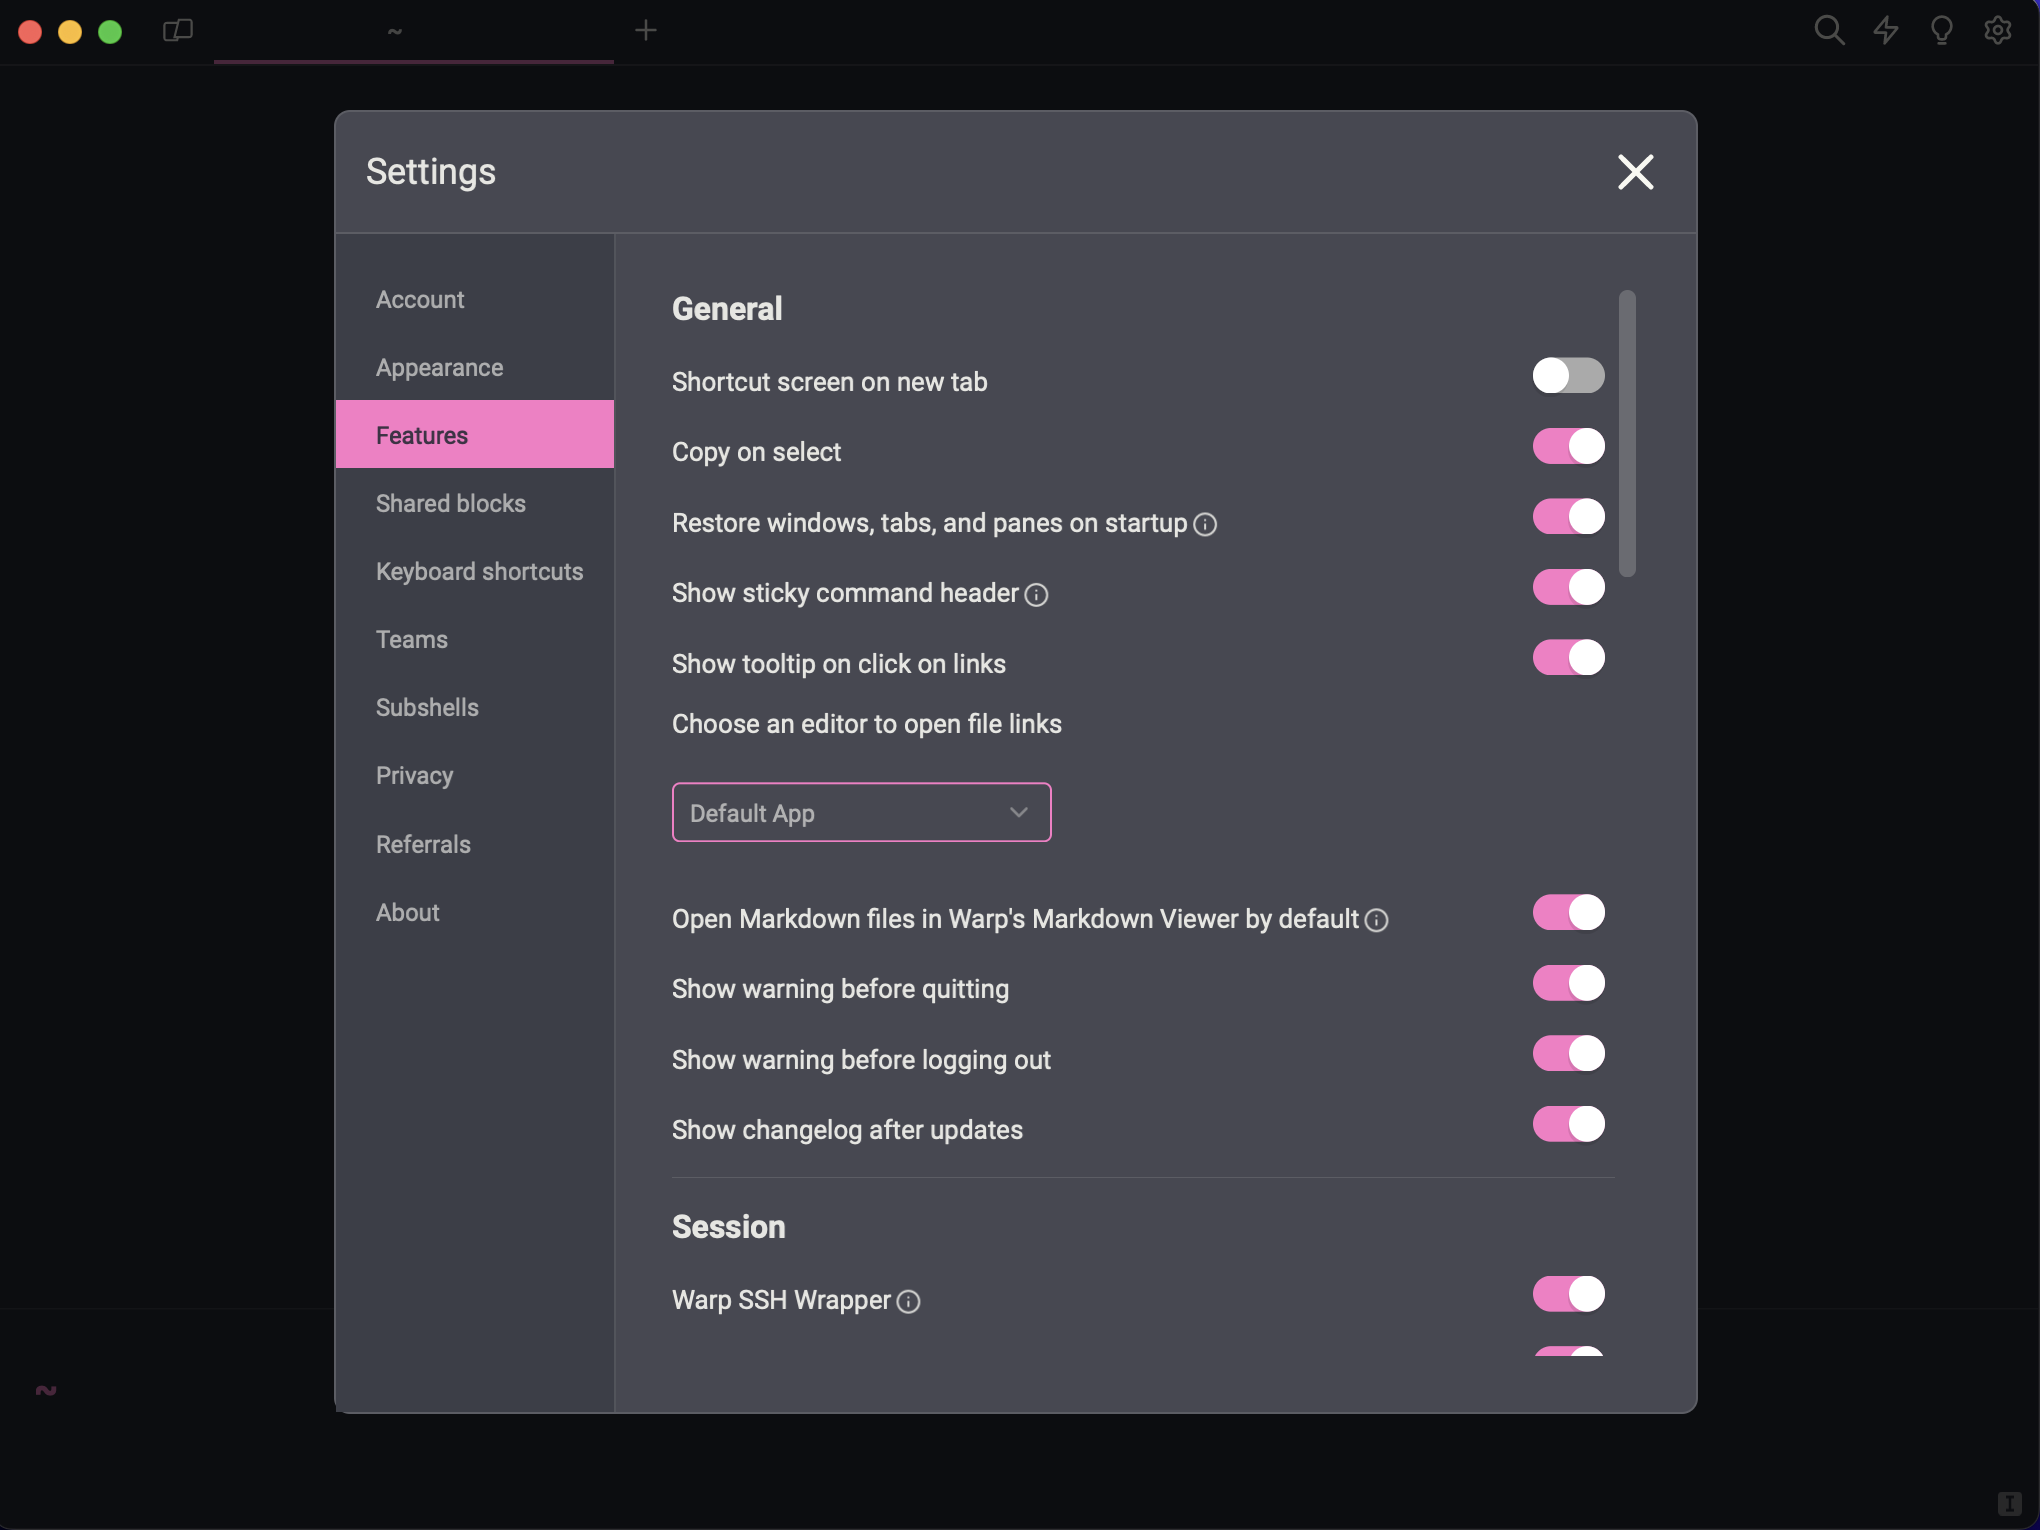 ~
Settings
Account
Appearance
Features
Shared blocks
Keyboard shortcuts
Teams
Subshells
Privacy
Referrals
About
General
Shortcut screen on new tab
Copy on select
Restore windows, tabs, and panes on startup
Show sticky command header
Show tooltip on click on links
Choose an editor to open file links
Default App
Open Markdown files in Warp's Markdown Viewer by default
Show warning before quitting
Show warning before logging out
Show changelog after updates
Session
Warp SSH Wrapper
~